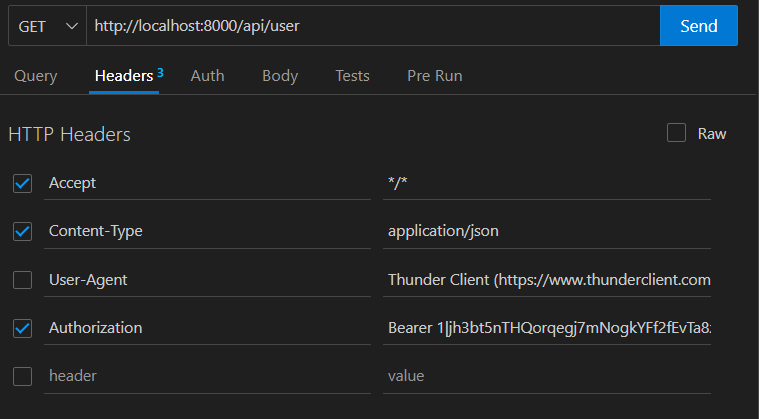 GET http://localhost:8000/api/user Send
Query Headers 3 Auth Body Tests Pre Run
HTTP Headers Raw
Accept */*
Content-Type application/json
User-Agent Thunder Client (https://www.thunderclient.com
Authorization Bearer 1|jh3bt5nTHQorqegj7mNogkYFf2fEvTa8
header value